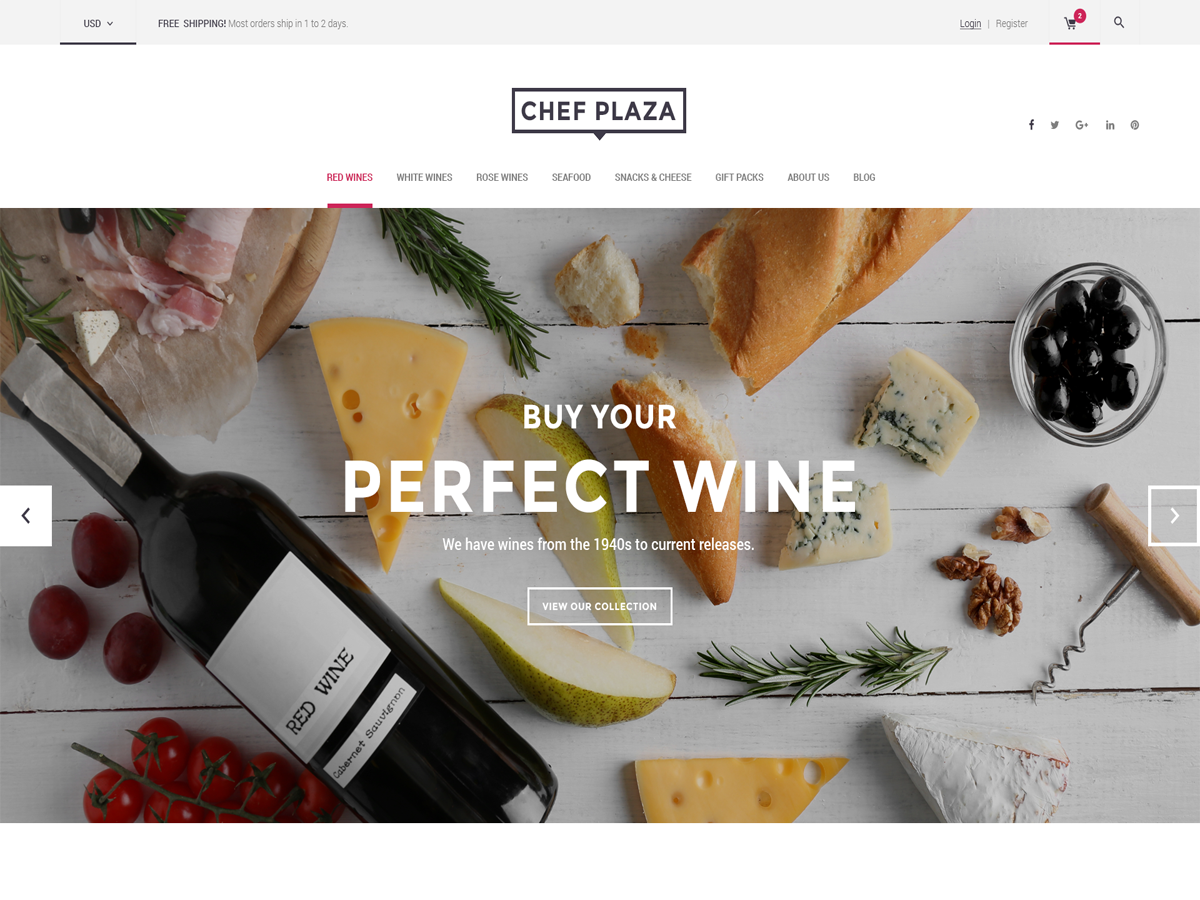 USD
FREE SHIPPING! Most orders ship in 1 to 2 days.
Login | Register
2
CHEF PLAZA
RED WINES WHITE WINES ROSE WINES SEAFOOD SNACKS & CHEESE GIFT PACKS ABOUT US BLOG
BUY YOUR
PERFECT WINE
We have wines from the 1940s to current releases.
VIEW OUR COLLECTION
RED WINE
Cabernet Sauvignon